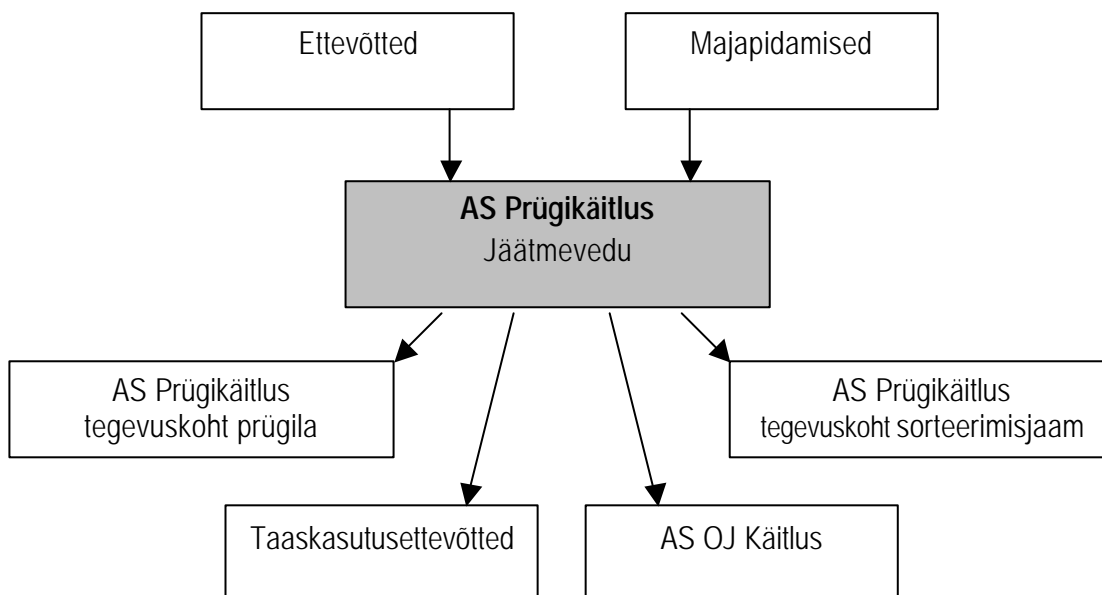 Ettevõtted
Majapidamised
AS Prügikäitlus
Jäätmevedu
AS Prügikäitlus
tegevuskoht prügila
AS Prügikäitlus
tegevuskoht sorteerimisjaam
Taaskasutusettevõtted
AS OJ Käitlus